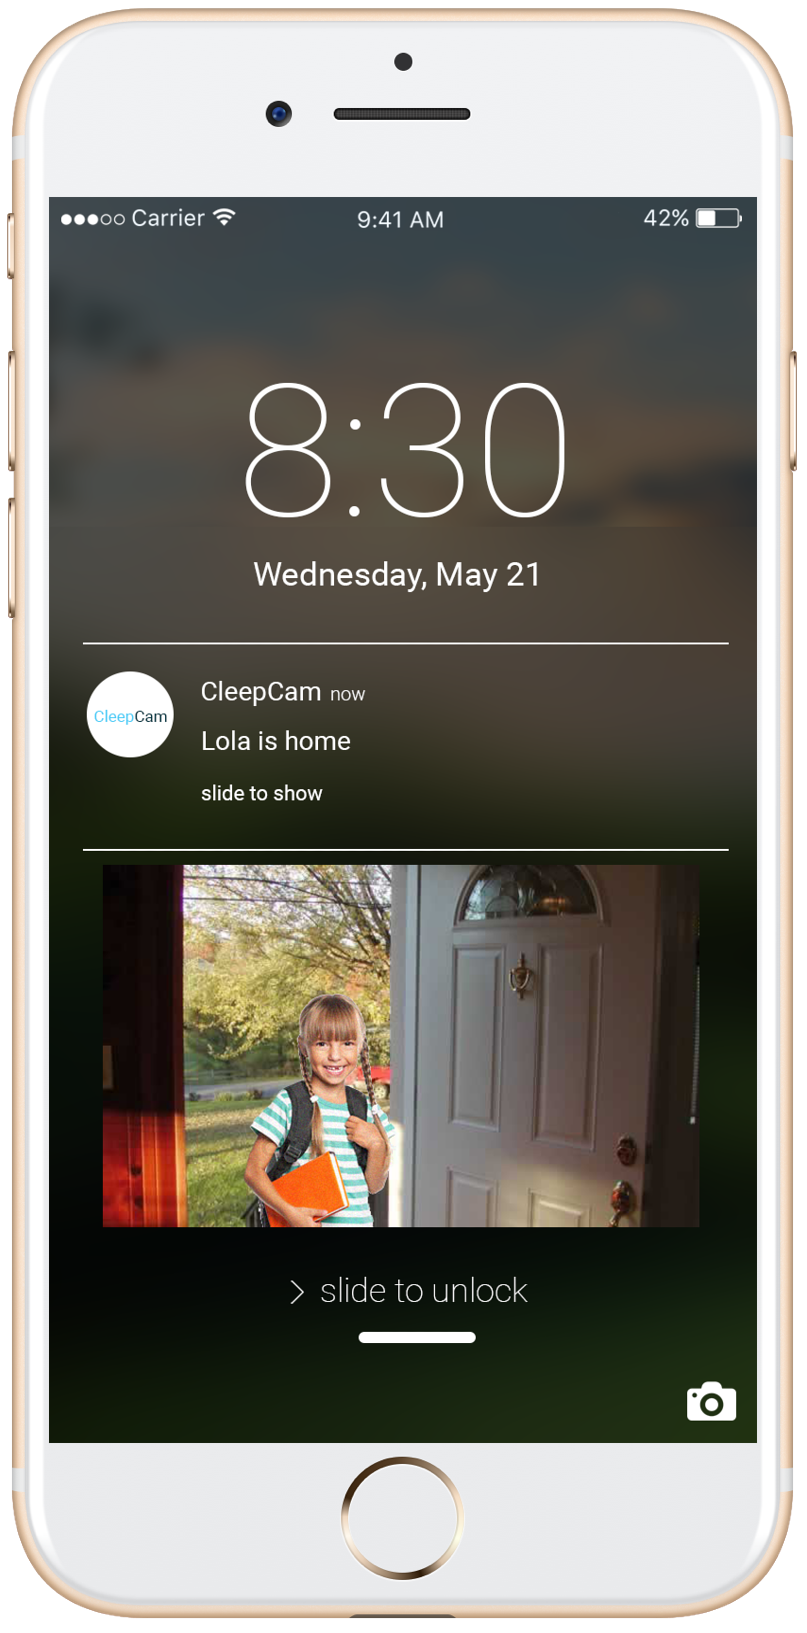 Carrier 9:41 AM 42%
8:30
Wednesday, May 21
CleepCam now
CleepCam
Lola is home
slide to show
> slide to unlock